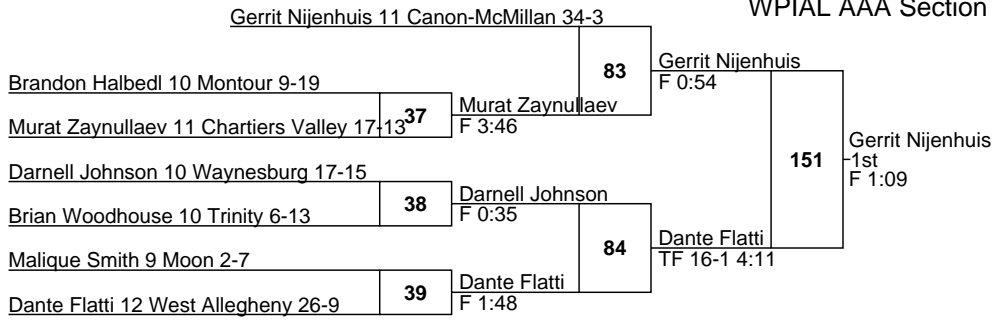 WPIAL AAA Section
Gerrit Nijenhuis 11 Canon-McMillan 34-3
83
Gerrit Nijenhuis
F 0:54
Brandon Halbedl 10 Montour 9-19
37
Murat Zaynullaev
F 3:46
Murat Zaynullaev 11 Chartiers Valley 17-13
151
Gerrit Nijenhuis
1st
F 1:09
Darnell Johnson 10 Waynesburg 17-15
38
Darnell Johnson
F 0:35
Brian Woodhouse 10 Trinity 6-13
84
Dante Flatti
TF 16-1 4:11
Malique Smith 9 Moon 2-7
39
Dante Flatti
F 1:48
Dante Flatti 12 West Allegheny 26-9